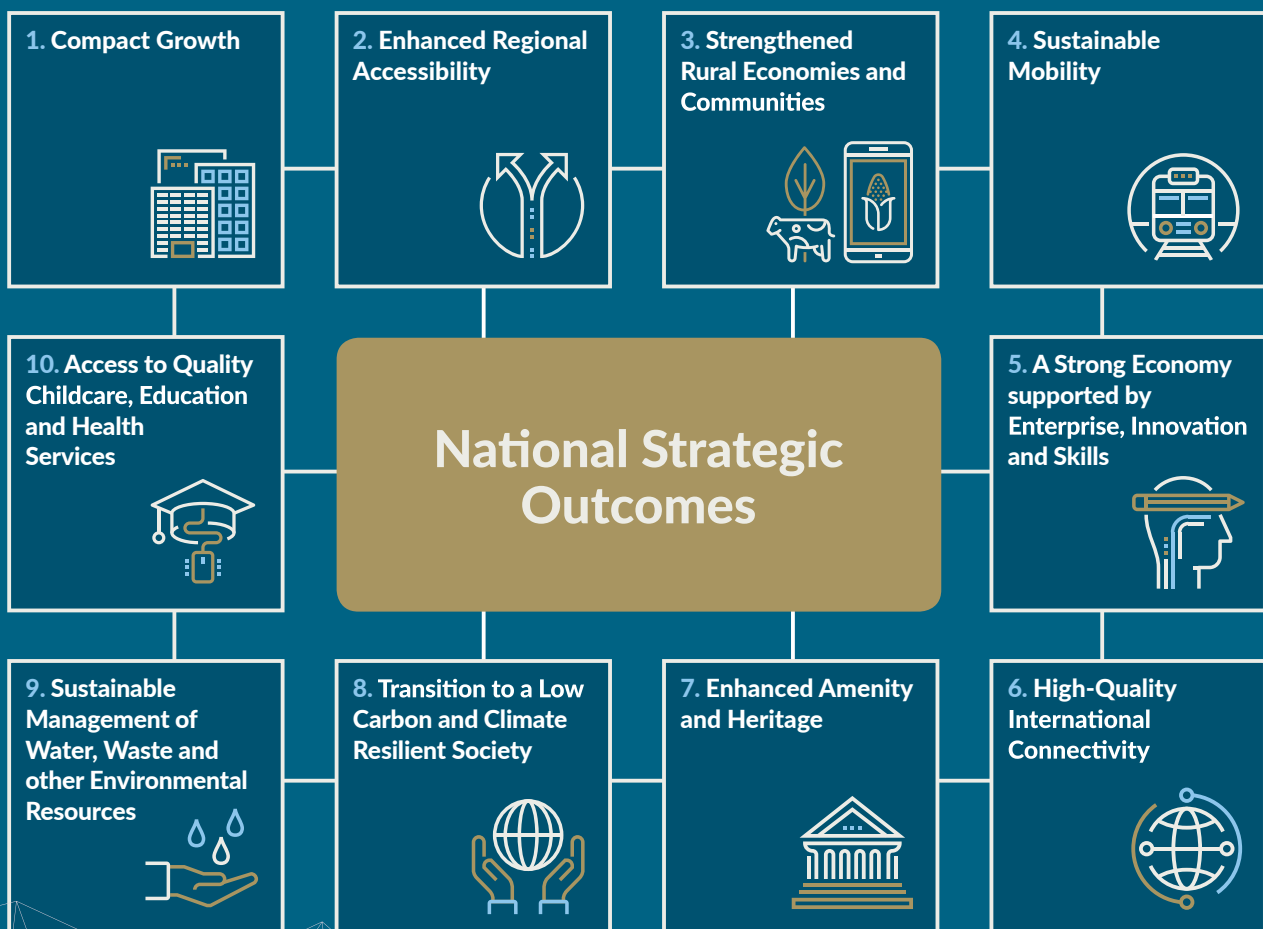 1. Compact Growth
2. Enhanced Regional
Accessibility
3. Strengthened
Rural Economies and
Communities
4. Sustainable
Mobility
10. Access to Quality
Childcare, Education
and Health
Services
National Strategic
Outcomes
5. A Strong Economy
supported by
Enterprise, Innovation
and Skills
9. Sustainable
Management of
Water, Waste and
other Environmental
Resources
8. Transition to a Low
Carbon and Climate
Resilient Society
7. Enhanced Amenity
and Heritage
6. High-Quality
International
Connectivity